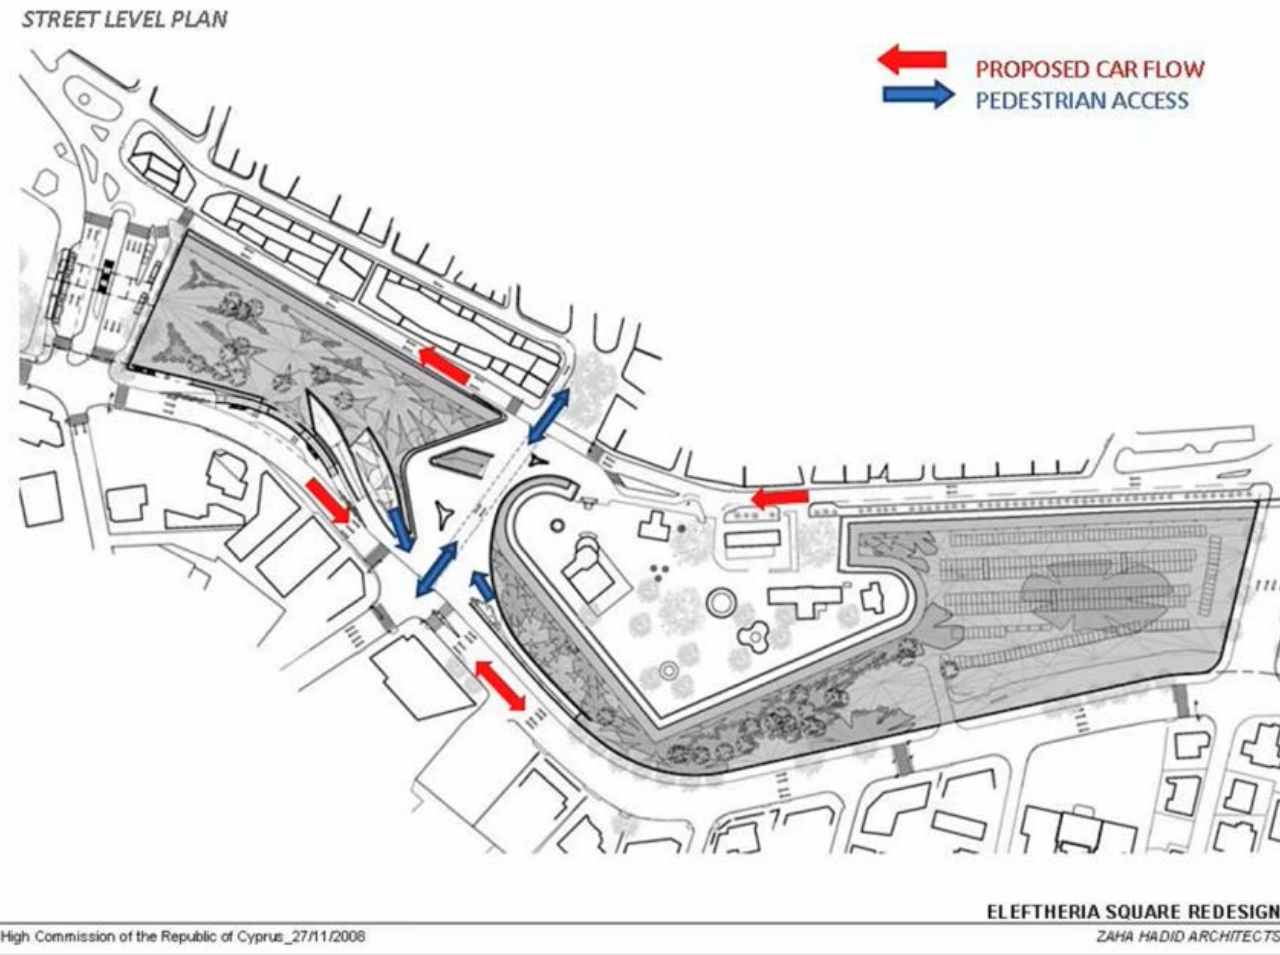 STREET LEVEL PLAN
PROPOSED CAR FLOW
PEDESTRIAN ACCESS
ELEFTHERIA SQUARE REDESIGN
High Commission of the Republic of Cyprus_27/11/2008
ZAHA HADID ARCHITECTS